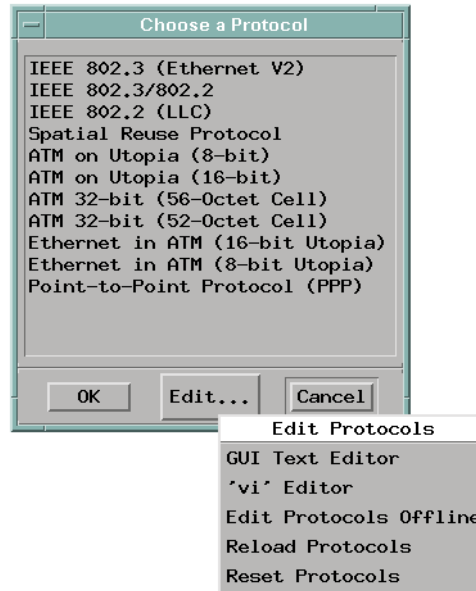 Choose a Protocol
IEEE 802.3 (Ethernet V2)
IEEE 802.3/802.2
IEEE 802.2 (LLC)
Spatial Reuse Protocol
ATM on Utopia (8-bit)
ATM on Utopia (16-bit)
ATM 32-bit (56-Octet Cell)
ATM 32-bit (52-Octet Cell)
Ethernet in ATM (16-bit Utopia)
Ethernet in ATM (8-bit Utopia)
Point-to-Point Protocol (PPP)
OK Edit... Cancel
Edit Protocols
GUI Text Editor
'vi' Editor
Edit Protocols Offline
Reload Protocols
Reset Protocols